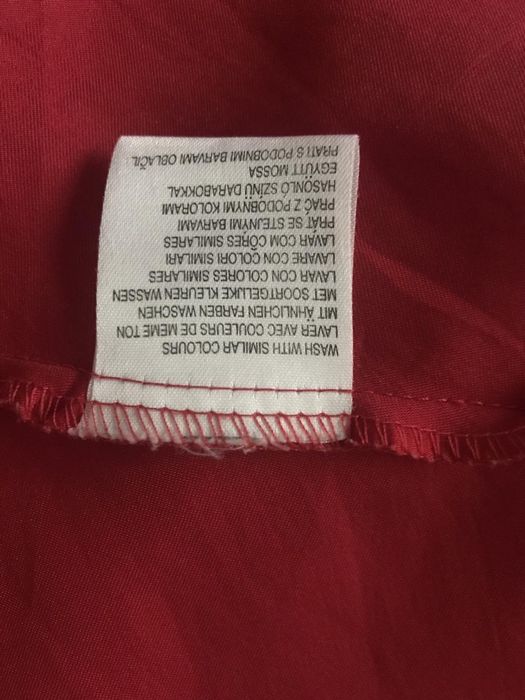 WASH WITH SIMILAR COLOURS
LAVER AVEC COULEURS DE MEME TON
MIT ÄHNLICHEN FARBEN WASCHEN
MET SOORTGELIJKE KLEUREN WASSEN
LAVAR CON COLORES SIMILARES
LAVARE CON COLORI SIMILARI
LAVAR COM CÔRES SIMILARES
PRÁT SE STEJNÝMI BARVAMI
PRAĆ Z PODOBNYMI KOLORAMI
HASONLÓ SZÍNŰ DARABOKKAL
EGYÜTT MOSSA
PRATI S PODOBNIMI BARVAMI OBLAČIL